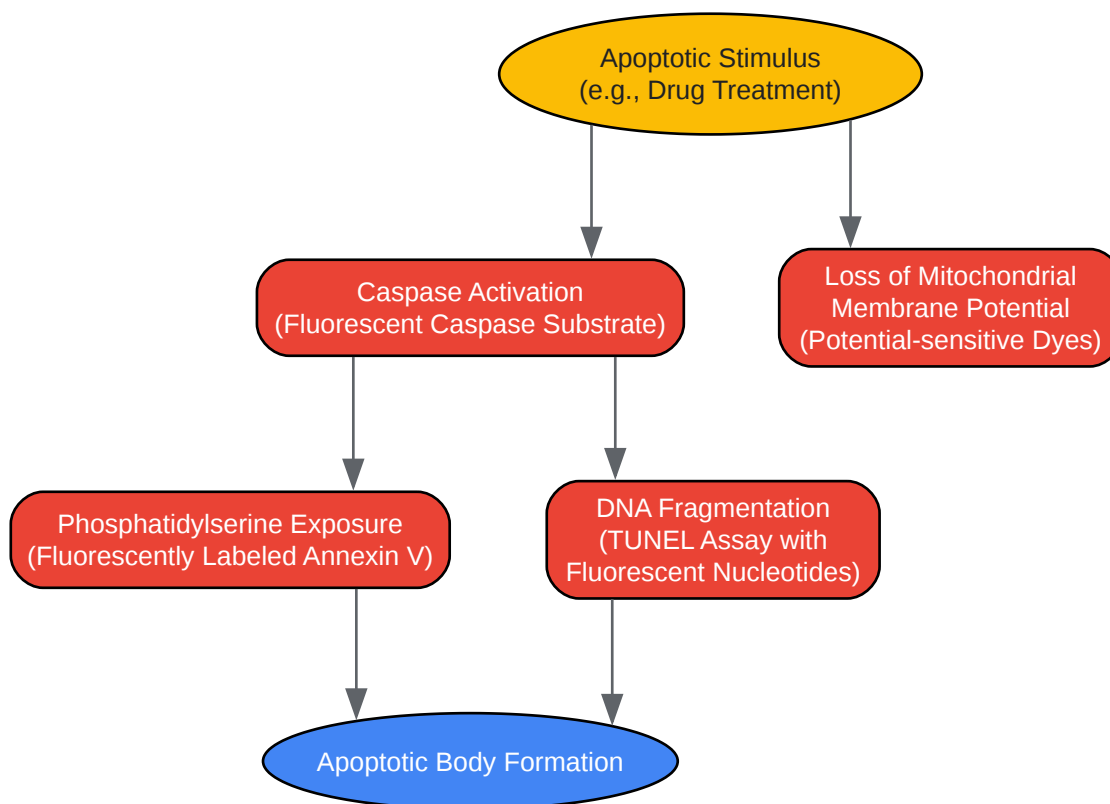 Apoptotic Stimulus
(e.g., Drug Treatment)
Caspase Activation
(Fluorescent Caspase Substrate)
Loss of Mitochondrial
Membrane Potential
(Potential-sensitive Dyes)
Phosphatidylserine Exposure
(Fluorescently Labeled Annexin V)
DNA Fragmentation
(TUNEL Assay with
Fluorescent Nucleotides)
Apoptotic Body Formation